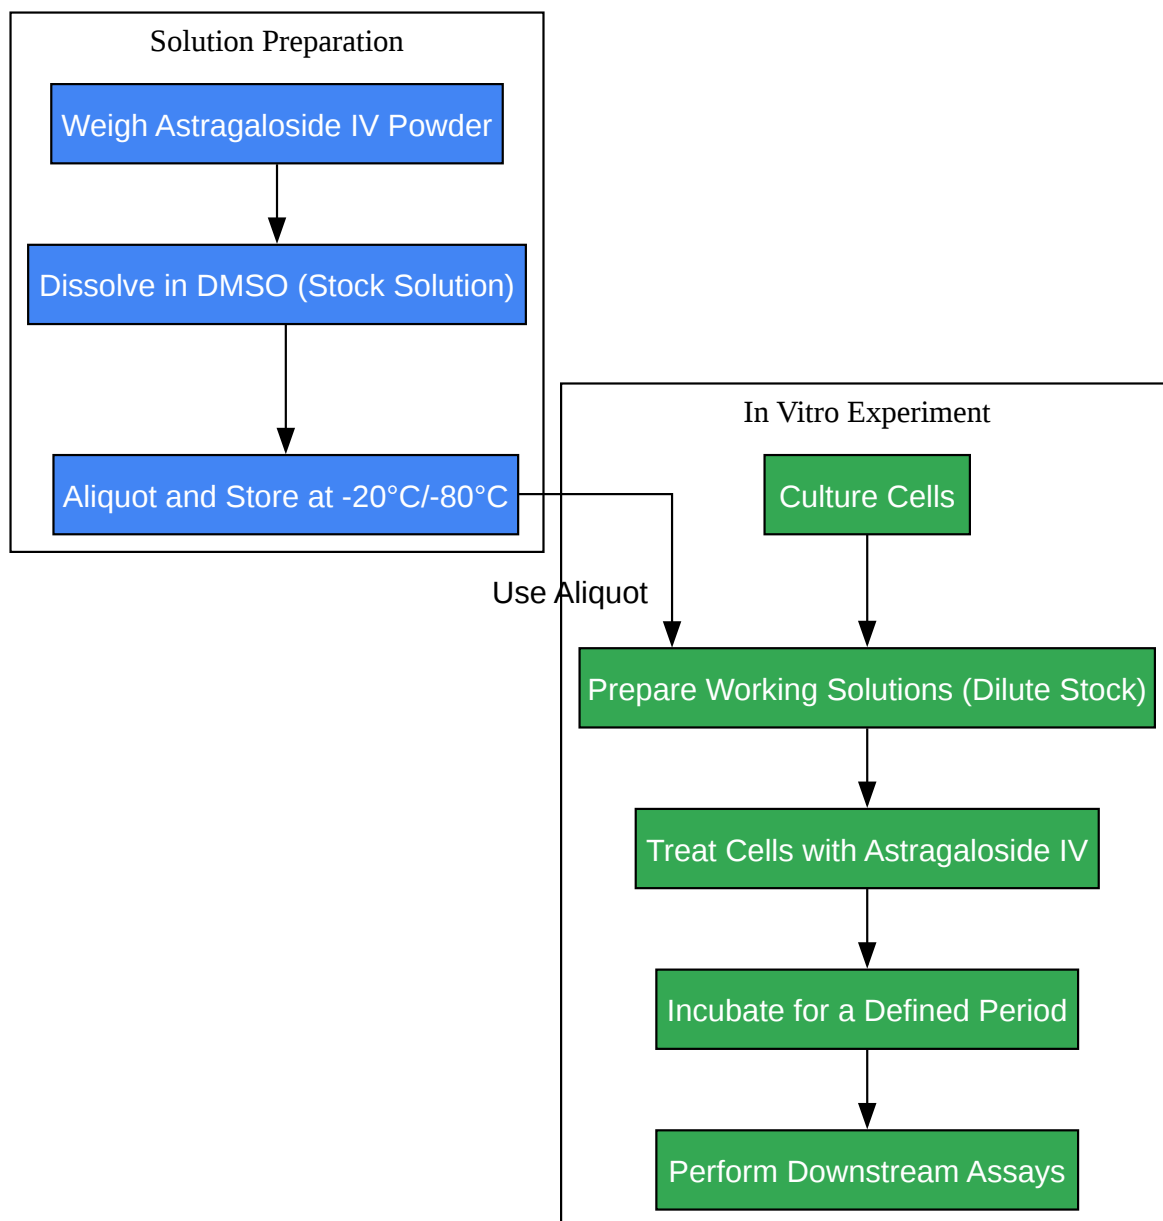 Solution Preparation
Weigh Astragaloside IV Powder
Dissolve in DMSO (Stock Solution)
Aliquot and Store at -20°C/-80°C
Use Aliquot
In Vitro Experiment
Culture Cells
Prepare Working Solutions (Dilute Stock)
Treat Cells with Astragaloside IV
Incubate for a Defined Period
Perform Downstream Assays